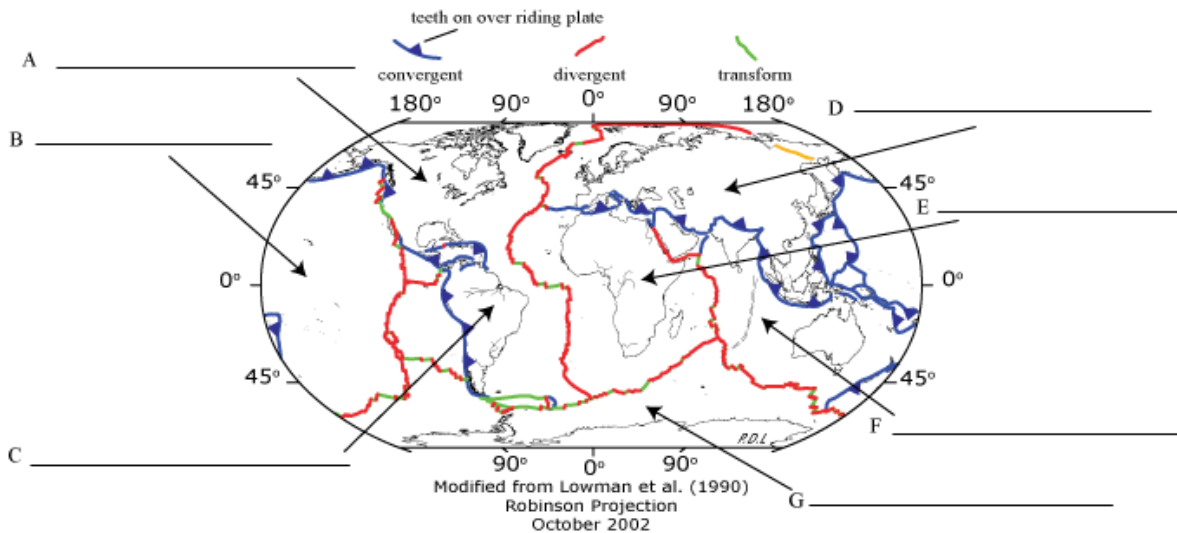 teeth on over riding plate
convergent divergent transform
180° 90° 0° 90° 180°
A
B
C
D
E
F
G
45° 45°
0° 0°
45° 45°
P.D.L
90° 0° 90°
Modified from Lowman et al. (1990)
Robinson Projection
October 2002